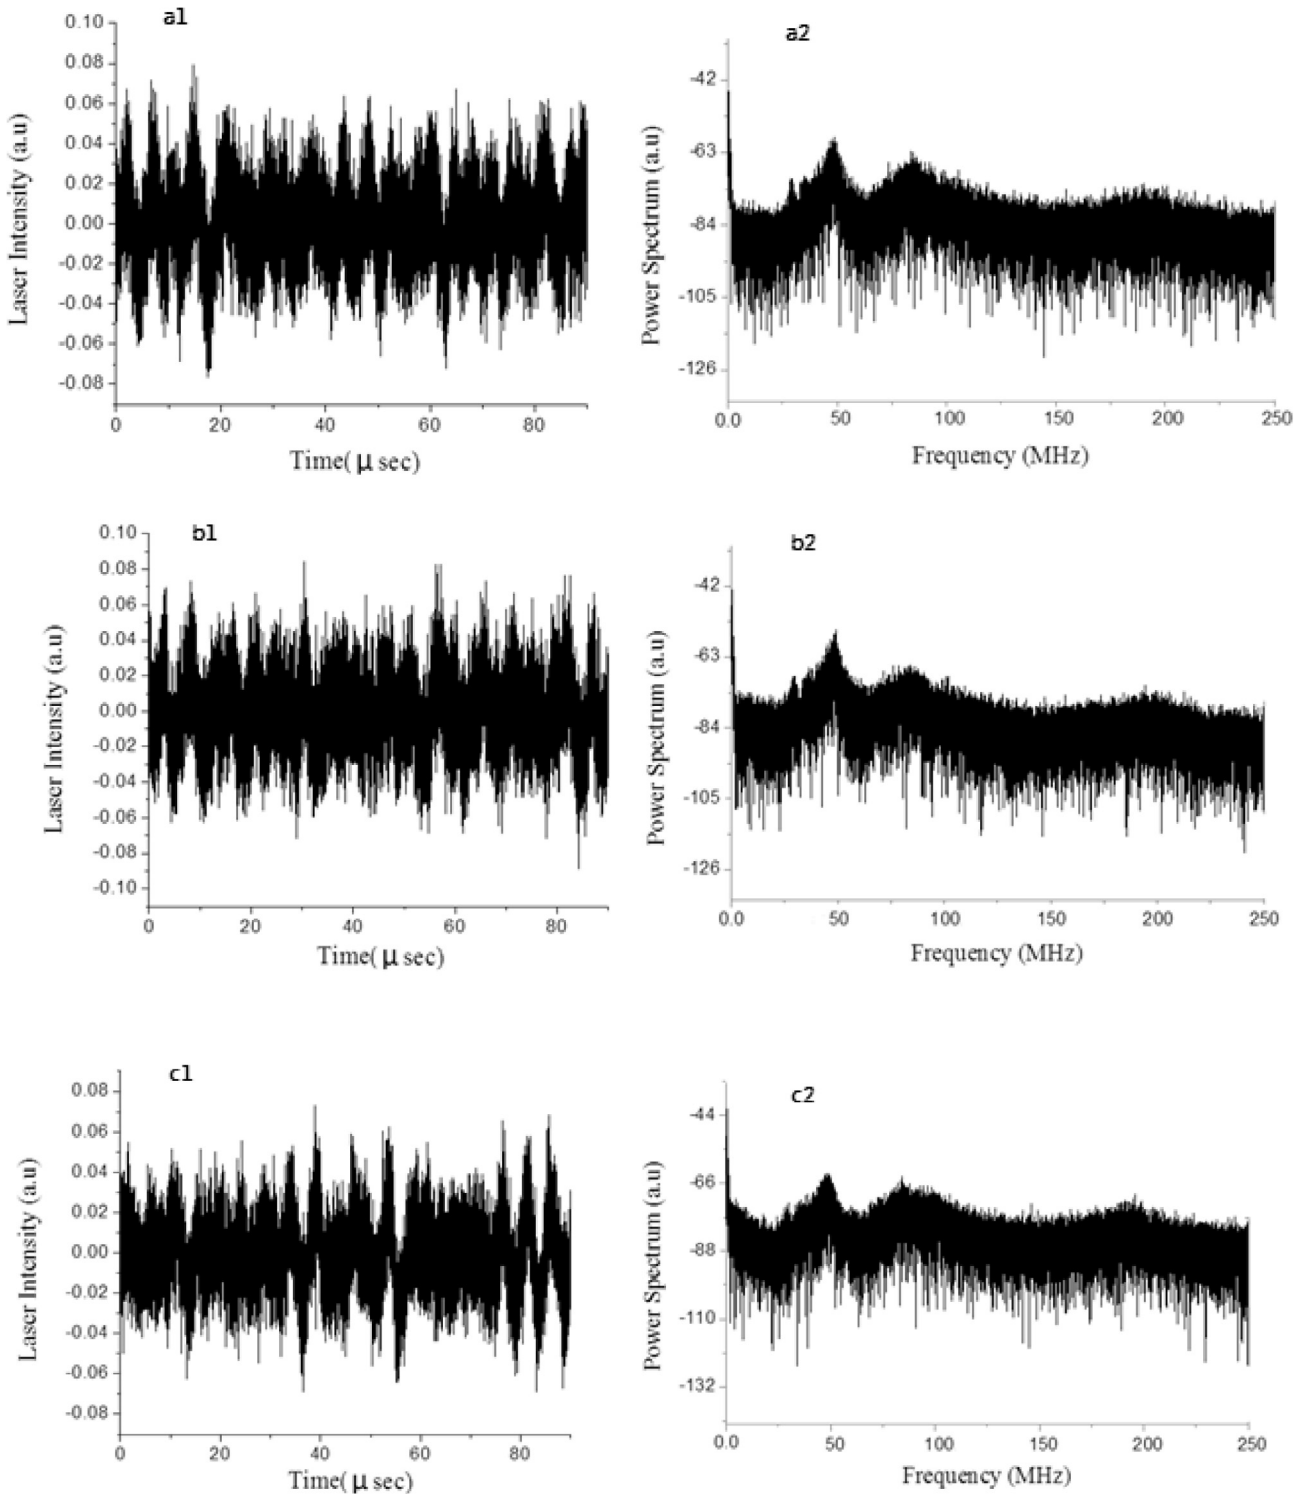 a1
0.10
0.08
0.06
0.04
0.02
0.00
-0.02
-0.04
-0.06
-0.08
Laser Intensity (a.u)
0 20 40 60 80
Time( μ sec)
a2
-42
-63
-84
-105
-126
Power Spectrum (a.u)
0.0 50 100 150 200 250
Frequency (MHz)
b1
0.10
0.08
0.06
0.04
0.02
0.00
-0.02
-0.04
-0.06
-0.08
-0.10
Laser Intensity (a.u)
0 20 40 60 80
Time( μ sec)
b2
-42
-63
-84
-105
-126
Power Spectrum (a.u)
0.0 50 100 150 200 250
Frequency (MHz)
c1
0.08
0.06
0.04
0.02
0.00
-0.02
-0.04
-0.06
-0.08
Laser Intensity (a.u)
0 20 40 60 80
Time( μ sec)
c2
-44
-66
-88
-110
-132
Power Spectrum (a.u)
0.0 50 100 150 200 250
Frequency (MHz)